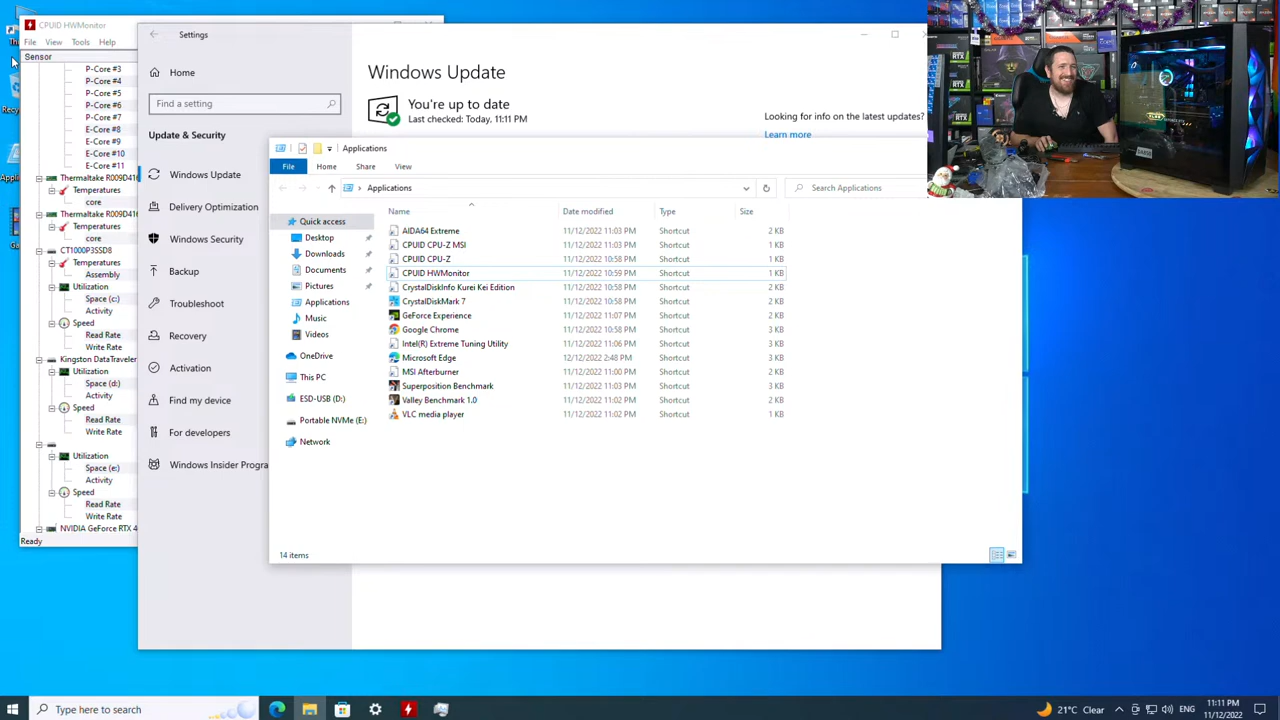 CPUID HWMonitor
File View Tools Help
Sensor
P-Core #3
P-Core #4
P-Core #5
P-Core #6
P-Core #7
E-Core #8
E-Core #9
E-Core #10
E-Core #11
Thermaltake R009D416
Temperatures
core
Thermaltake R009D416
Temperatures
core
CT1000P3SSD8
Temperatures
Assembly
Utilization
Space (c:)
Activity
Speed
Read Rate
Write Rate
Kingston DataTraveler
Utilization
Space (d:)
Activity
Speed
Read Rate
Write Rate
Utilization
Space (e:)
Activity
Speed
Read Rate
Write Rate
NVIDIA GeForce RTX 4
Ready
Settings
Home
Find a setting
Update & Security
Windows Update
Delivery Optimization
Windows Security
Backup
Troubleshoot
Recovery
Activation
Find my device
For developers
Windows Insider Progra
Windows Update
You're up to date
Last checked: Today, 11:11 PM
Looking for info on the latest updates?
Learn more
Applications
File Home Share View
Applications
Search Applications
Quick access
Desktop
Downloads
Documents
Pictures
Applications
Music
Videos
OneDrive
This PC
ESD-USB (D:)
Portable NVMe (E:)
Network
Name Date modified Type Size
AIDA64 Extreme 11/12/2022 11:03 PM Shortcut 2 KB
CPUID CPU-Z MSI 11/12/2022 11:03 PM Shortcut 1 KB
CPUID CPU-Z 11/12/2022 10:58 PM Shortcut 1 KB
CPUID HWMonitor 11/12/2022 10:59 PM Shortcut 1 KB
CrystalDiskInfo Kurei Kei Edition 11/12/2022 10:58 PM Shortcut 2 KB
CrystalDiskMark 7 11/12/2022 10:58 PM Shortcut 2 KB
GeForce Experience 11/12/2022 11:07 PM Shortcut 2 KB
Google Chrome 11/12/2022 10:58 PM Shortcut 3 KB
Intel(R) Extreme Tuning Utility 11/12/2022 11:06 PM Shortcut 3 KB
Microsoft Edge 12/12/2022 2:48 PM Shortcut 3 KB
MSI Afterburner 11/12/2022 11:00 PM Shortcut 2 KB
Superposition Benchmark 11/12/2022 11:03 PM Shortcut 3 KB
Valley Benchmark 1.0 11/12/2022 11:02 PM Shortcut 2 KB
VLC media player 11/12/2022 11:02 PM Shortcut 1 KB
14 items
Type here to search
21°C Clear
ENG
11:11 PM
11/12/2022